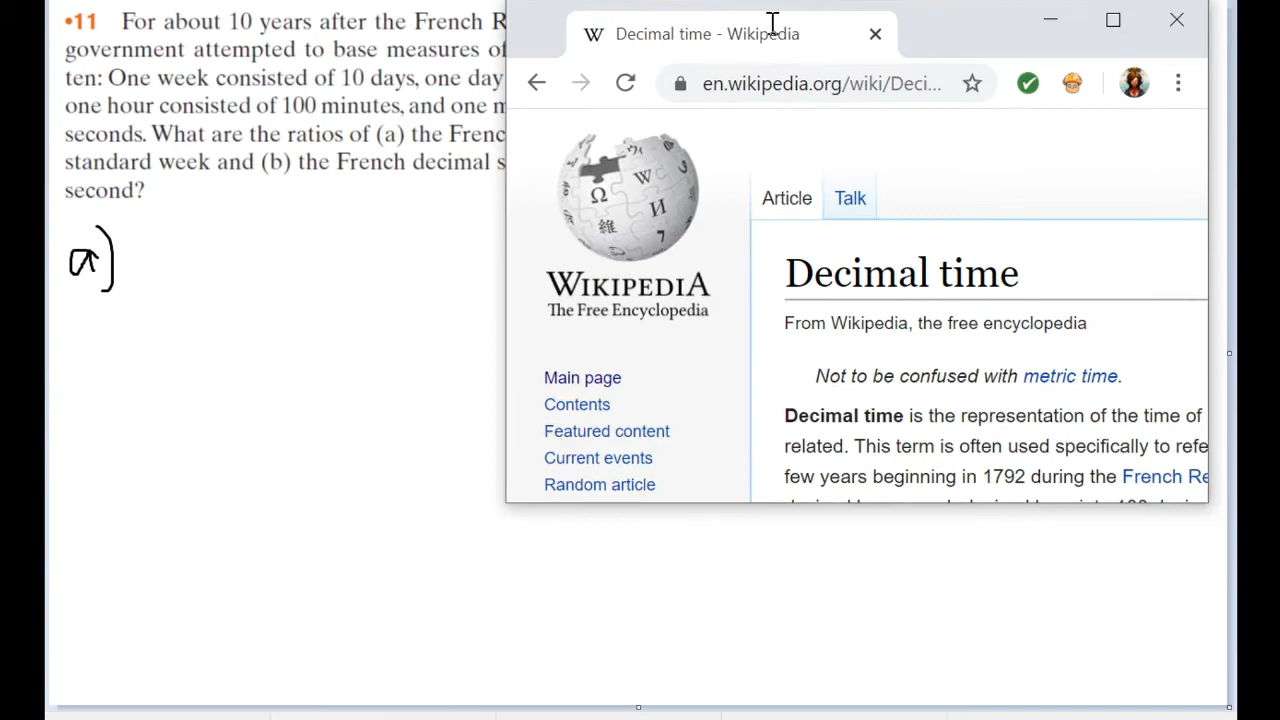 •11 For about 10 years after the French R
government attempted to base measures of
ten: One week consisted of 10 days, one day
one hour consisted of 100 minutes, and one m
seconds. What are the ratios of (a) the Frenc
standard week and (b) the French decimal s
second?
a)
W Decimal time - Wikipedia
en.wikipedia.org/wiki/Deci...
Ω W И 維 7
WIKIPEDIA
The Free Encyclopedia
Main page
Contents
Featured content
Current events
Random article
Article Talk
Decimal time
From Wikipedia, the free encyclopedia
Not to be confused with metric time.
Decimal time is the representation of the time of
related. This term is often used specifically to refe
few years beginning in 1792 during the French Re